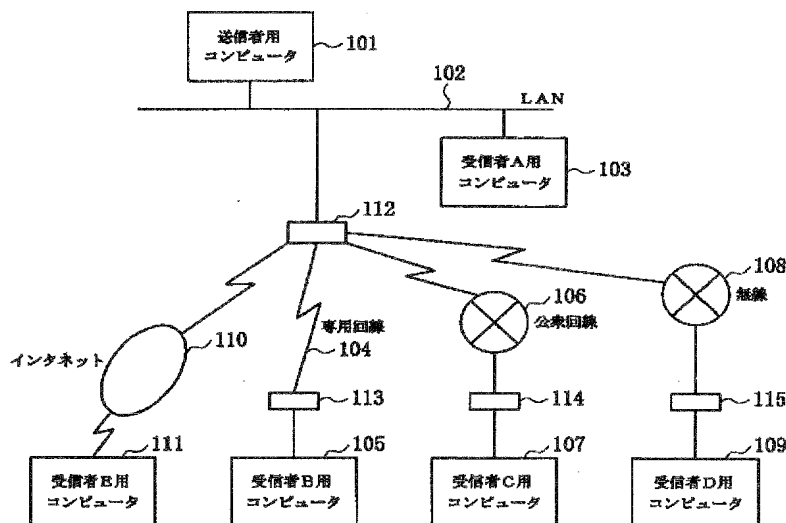 送信者用
コンピュータ
101
102
LAN
受信者A用
コンピュータ
103
112
108
無線
106
公衆回線
専用回線
104
110
インタネット
113
114
115
111
105
107
109
受信者E用
コンピュータ
受信者B用
コンピュータ
受信者C用
コンピュータ
受信者D用
コンピュータ